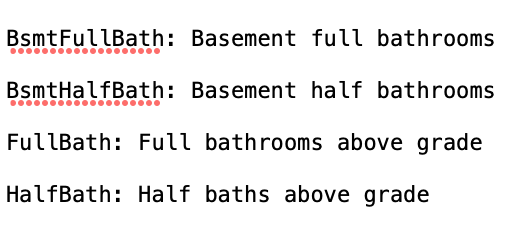 BsmtFullBath: Basement full bathrooms
BsmtHalfBath: Basement half bathrooms
FullBath: Full bathrooms above grade
HalfBath: Half baths above grade